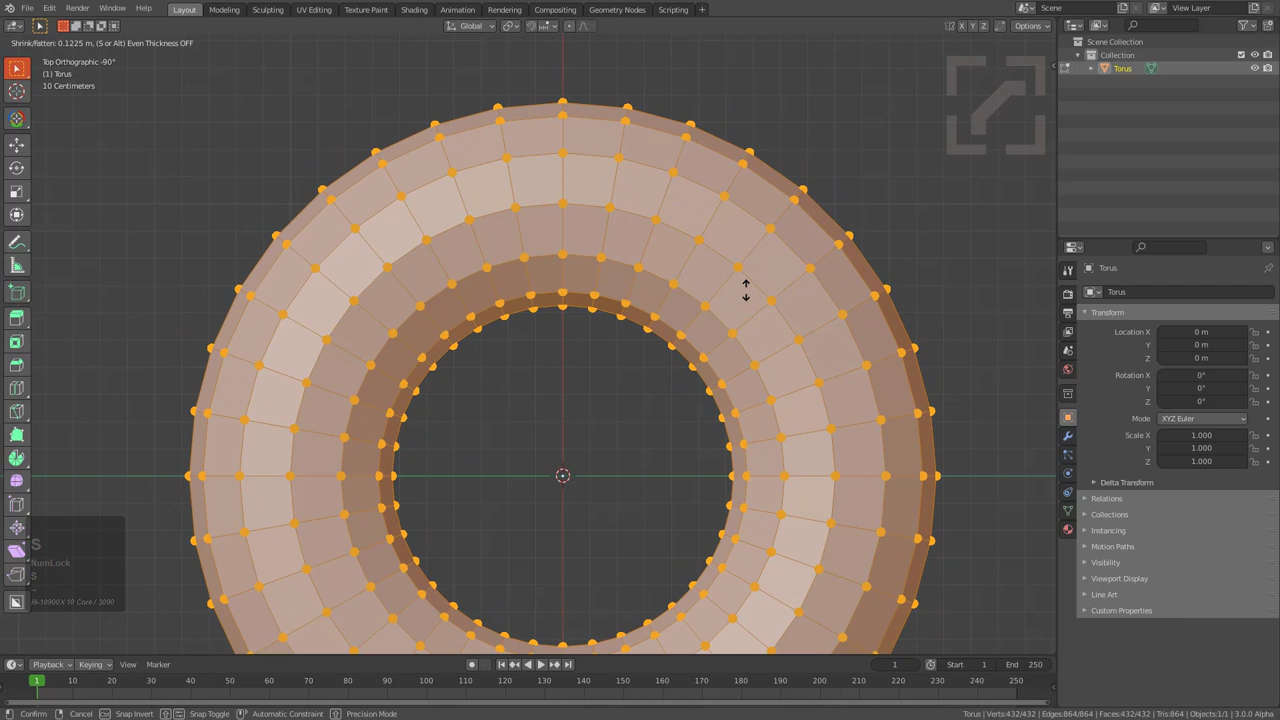 File Edit Render Window Help
Layout Modeling Sculpting UV Editing Texture Paint Shading Animation Rendering Compositing Geometry Nodes Scripting +
Scene
View Layer
Global
X Y Z
Options
Shrink/Fatten: 0.1225 m, (S or Alt) Even Thickness OFF
Top Orthographic -90°
(1) Torus
10 Centimeters
Scene Collection
Collection
Torus
Torus
Torus
Transform
Location X 0 m
Y 0 m
Z 0 m
Rotation X 0°
Y 0°
Z 0°
Mode XYZ Euler
Scale X 1.000
Y 1.000
Z 1.000
Delta Transform
Relations
Collections
Instancing
Motion Paths
Visibility
Viewport Display
Line Art
Custom Properties
S
NumLock
S
i9-10900X 10 Core / 3090
Playback Keying View Marker
1
Start 1
End 250
1 10 20 30 40 50 60 70 80 90 100 110 120 130 140 150 160 170 180 190 200 210 220 230 240 250
Confirm Cancel Snap Invert Snap Toggle Automatic Constraint Precision Mode
Torus | Verts:432/432 | Edges:864/864 | Faces:432/432 | Tris:864 | Objects:1/1 | 3.0.0 Alpha